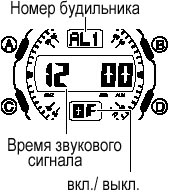 Номер будильника
AL1
A
B
12 00
C
D
OF
Время звукового
сигнала
вкл./ выкл.